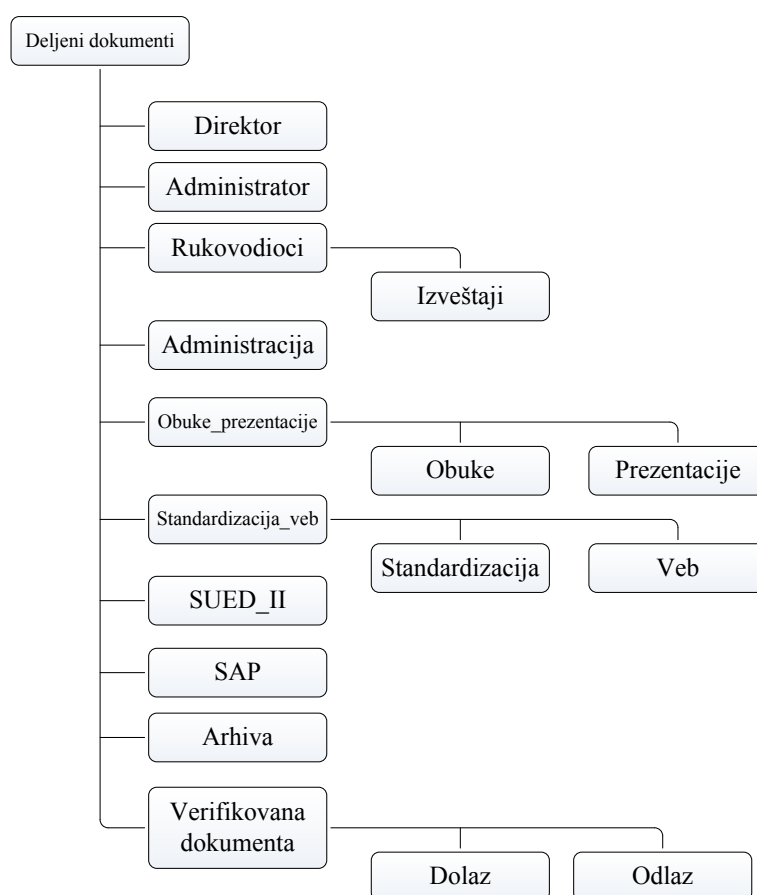 Deljeni dokumenti
Direktor
Administrator
Rukovodioci
Izveštaji
Administracija
Obuke_prezentacije
Obuke
Prezentacije
Standardizacija_veb
Standardizacija
Veb
SUED_II
SAP
Arhiva
Verifikovana
dokumenta
Dolaz
Odlaz